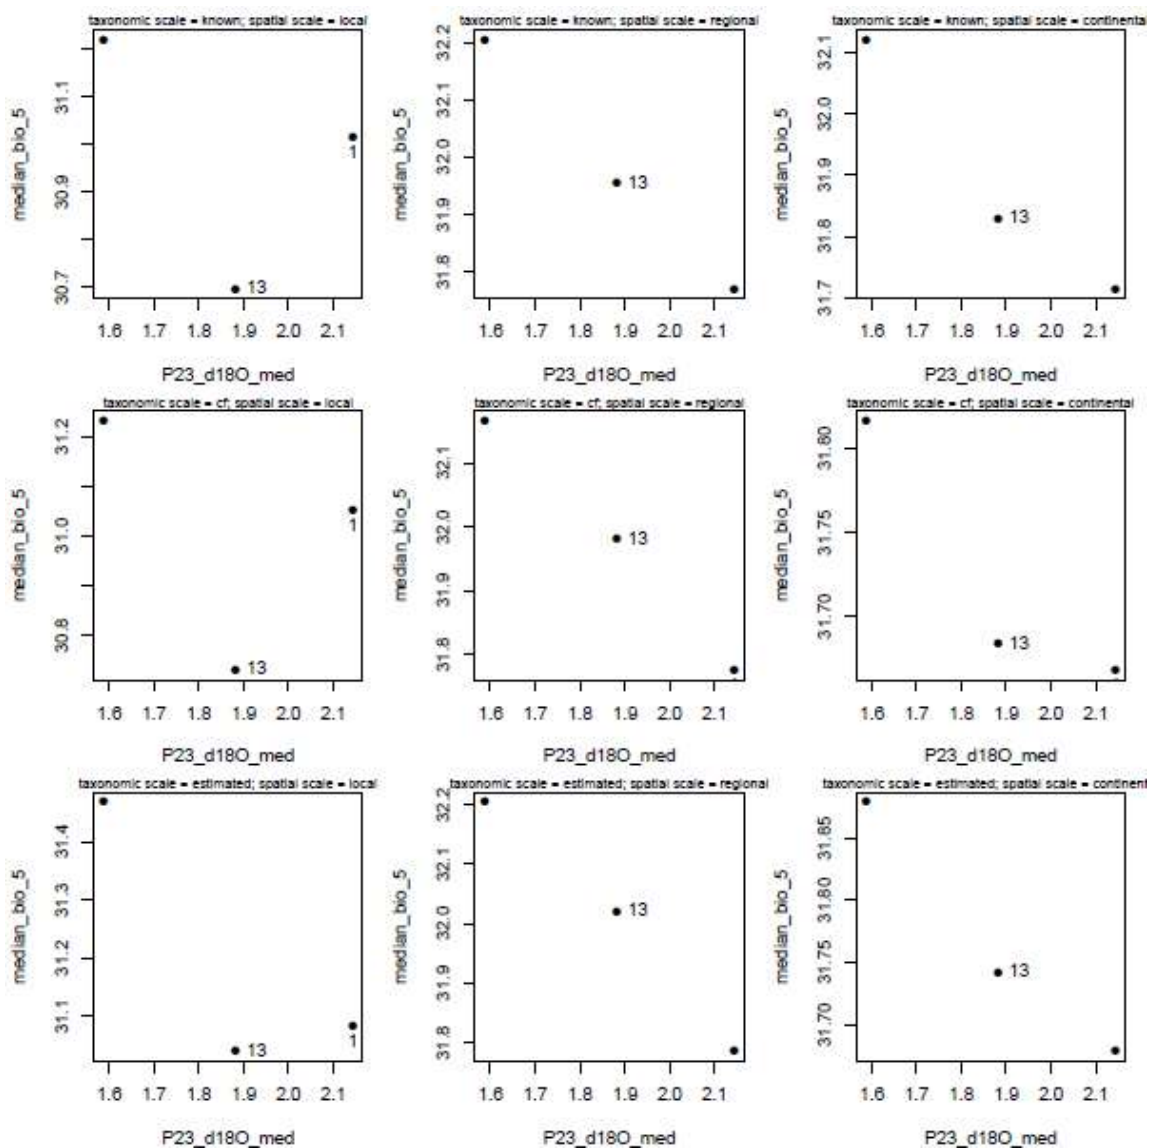 taxonomic scale = known; spatial scale = local
median_bio_5
30.7 30.9 31.1
1
13
1.6 1.7 1.8 1.9 2.0 2.1
P23_d18O_med
taxonomic scale = known; spatial scale = regional
median_bio_5
31.8 31.9 32.0 32.1 32.2
13
1.6 1.7 1.8 1.9 2.0 2.1
P23_d18O_med
taxonomic scale = known; spatial scale = continental
median_bio_5
31.7 31.8 31.9 32.0 32.1
13
1.6 1.7 1.8 1.9 2.0 2.1
P23_d18O_med
taxonomic scale = cf; spatial scale = local
median_bio_5
30.8 31.0 31.2
1
13
1.6 1.7 1.8 1.9 2.0 2.1
P23_d18O_med
taxonomic scale = cf; spatial scale = regional
median_bio_5
31.8 31.9 32.0 32.1
13
1.6 1.7 1.8 1.9 2.0 2.1
P23_d18O_med
taxonomic scale = cf; spatial scale = continental
median_bio_5
31.70 31.75 31.80
13
1.6 1.7 1.8 1.9 2.0 2.1
P23_d18O_med
taxonomic scale = estimated; spatial scale = local
median_bio_5
31.1 31.2 31.3 31.4
1
13
1.6 1.7 1.8 1.9 2.0 2.1
P23_d18O_med
taxonomic scale = estimated; spatial scale = regional
median_bio_5
31.8 31.9 32.0 32.1 32.2
13
1.6 1.7 1.8 1.9 2.0 2.1
P23_d18O_med
taxonomic scale = estimated; spatial scale = continent
median_bio_5
31.70 31.75 31.80 31.85
13
1.6 1.7 1.8 1.9 2.0 2.1
P23_d18O_med